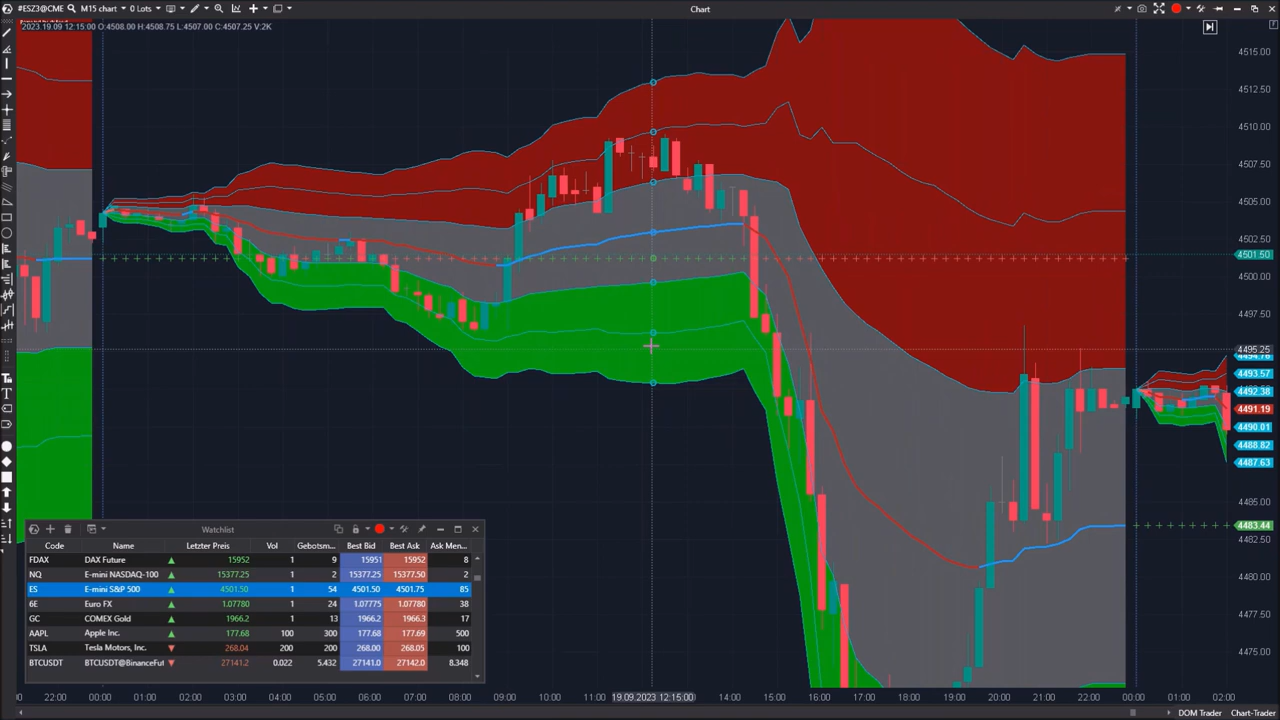 #ESZ3@CME M15 chart 0 Lots Chart
2023.19.09 12:15:00 O:4508.00 H:4508.75 L:4507.00 C:4507.25 V:2K
4515.00
4512.50
4510.00
4507.50
4505.00
4502.50
4501.50
4500.00
4497.50
4495.25
4494.76
4493.57
4492.38
4491.19
4490.01
4488.82
4487.63
4485.00
4483.44
4482.50
4480.00
4477.50
4475.00
Watchlist
Code Name Letzter Preis Vol Gebotsm... Best Bid Best Ask Ask Men...
FDAX DAX Future 15952 1 9 15951 15952 8
NQ E-mini NASDAQ-100 15377.25 1 2 15377.25 15377.50 2
ES E-mini S&P 500 4501.50 1 54 4501.50 4501.75 85
6E Euro FX 1.07780 1 24 1.07775 1.07780 38
GC COMEX Gold 1966.2 1 13 1966.2 1966.3 17
AAPL Apple Inc. 177.68 100 300 177.68 177.69 500
TSLA Tesla Motors, Inc. 268.04 200 200 268.00 268.05 100
BTCUSDT BTCUSDT@BinanceFut 27141.2 0.022 5.432 27141.0 27142.0 8.348
22:00 00:00 01:00 02:00 03:00 04:00 05:00 06:00 07:00 08:00 09:00 10:00 11:00 19.09.2023 12:15:00 14:00 15:00 16:00 17:00 18:00 19:00 20:00 21:00 22:00 00:00 01:00 02:00
DOM Trader Chart-Trader